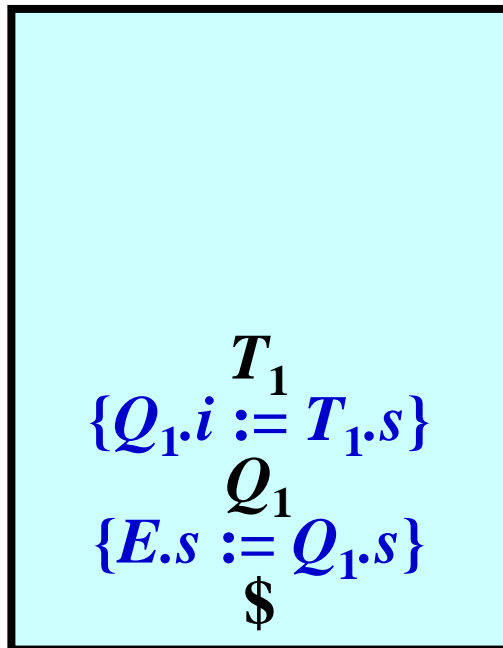 T₁
{Q₁.i := T₁.s}
Q₁
{E.s := Q₁.s}
$